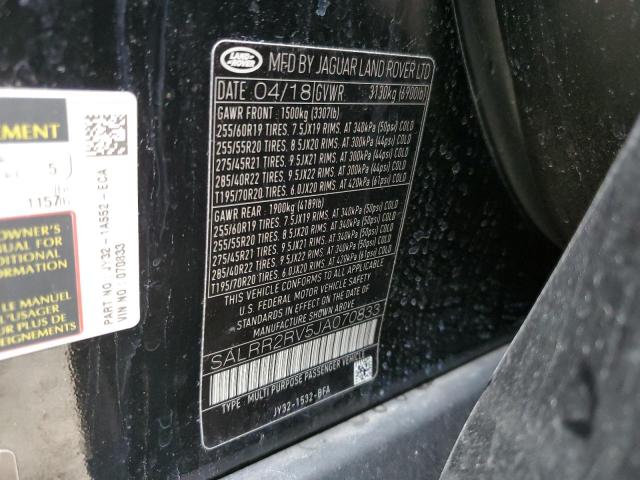 LAND-
ROVER
MFD BY JAGUAR LAND ROVER LTD
DATE 04/18 GVWR 3130kg (6900lb)
GAWR FRONT : 1500kg (3307lb)
255/60R19 TIRES, 7.5JX19 RIMS, AT 340kPa (50psi) COLD
255/55R20 TIRES, 8.5JX20 RIMS, AT 300kPa (44psi) COLD
275/45R21 TIRES, 9.5JX21 RIMS, AT 300kPa (44psi) COLD
285/40R22 TIRES, 9.5JX22 RIMS, AT 300kPa (44psi) COLD
T195/70R20 TIRES, 6.0JX20 RIMS, AT 420kPa (61psi) COLD
GAWR REAR : 1900kg (4189lb)
255/60R19 TIRES, 7.5JX19 RIMS, AT 340kPa (50psi) COLD
255/55R20 TIRES, 8.5JX20 RIMS, AT 340kPa (50psi) COLD
275/45R21 TIRES, 9.5JX21 RIMS, AT 340kPa (50psi) COLD
285/40R22 TIRES, 9.5JX22 RIMS, AT 340kPa (50psi) COLD
T195/70R20 TIRES, 6.0JX20 RIMS, AT 420kPa (61psi) COLD
THIS VEHICLE CONFORMS TO ALL APPLICABLE
U.S. FEDERAL MOTOR VEHICLE SAFETY
STANDARDS IN EFFECT ON THE DATE OF
MANUFACTURE SHOWN ABOVE
SALRR2RV5JA070833
TYPE : MULTI PURPOSE PASSENGER VEHICLE
JY32-1532-BFA
EMENT
5
1157lb
OWNER'S
NUAL FOR
DDITIONAL
ORMATION
LE MANUEL
L'USAGER
R PLUS DE
IGNEMENTS
JY32-1A552-ECA
VIN NO: 070833